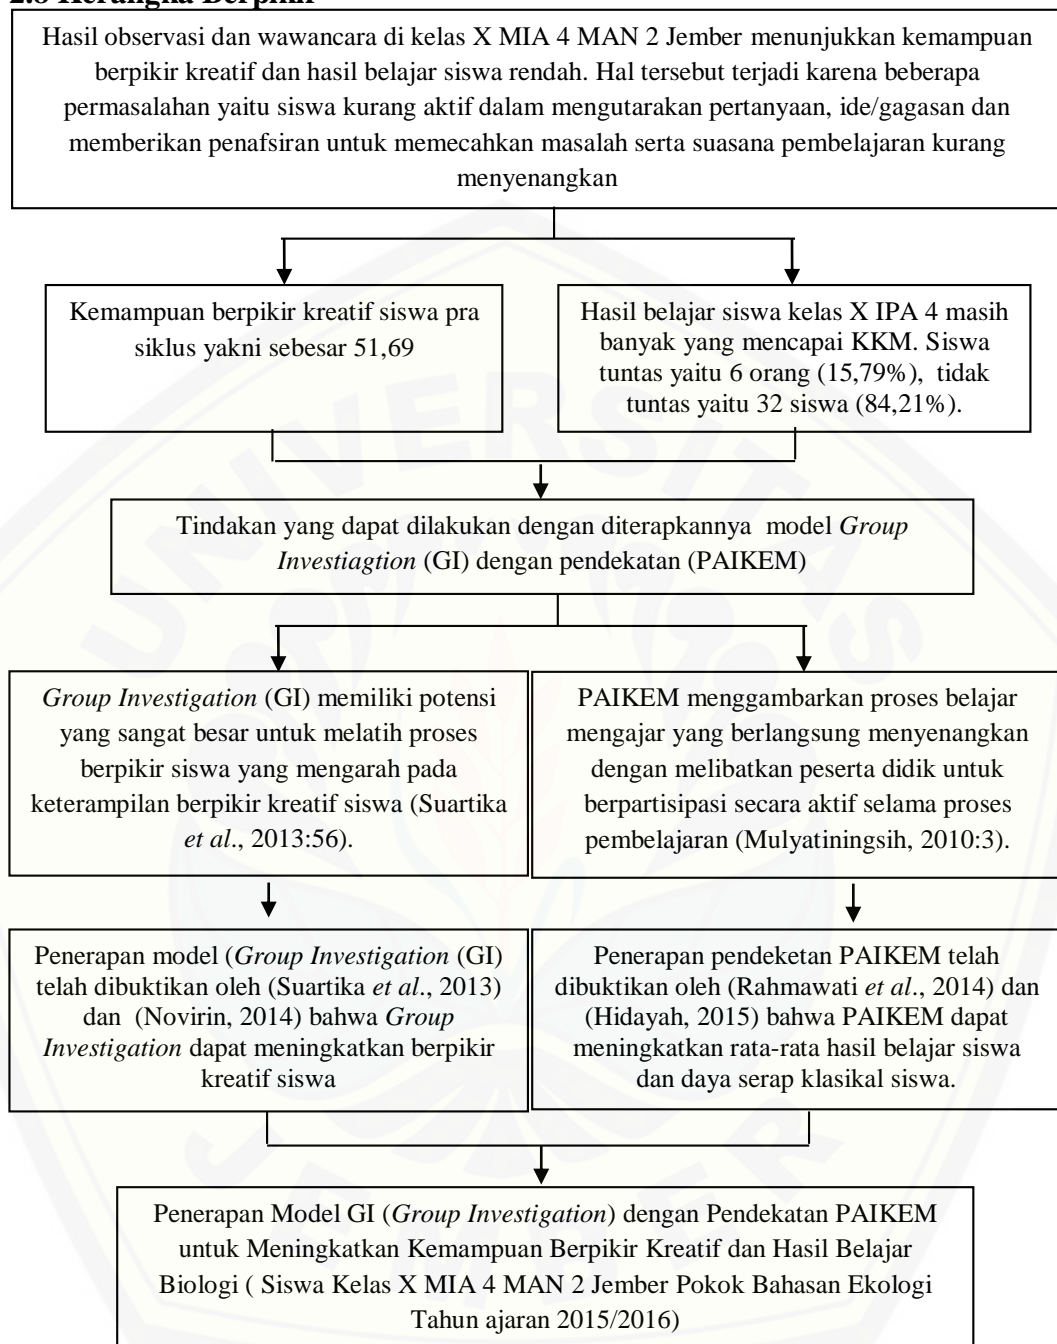 2.8 Kerangka Berpikir
Hasil observasi dan wawancara di kelas X MIA 4 MAN 2 Jember menunjukkan kemampuan
berpikir kreatif dan hasil belajar siswa rendah. Hal tersebut terjadi karena beberapa
permasalahan yaitu siswa kurang aktif dalam mengutarakan pertanyaan, ide/gagasan dan
memberikan penafsiran untuk memecahkan masalah serta suasana pembelajaran kurang
menyenangkan
Kemampuan berpikir kreatif siswa pra
siklus yakni sebesar 51,69
Hasil belajar siswa kelas X IPA 4 masih
banyak yang mencapai KKM. Siswa
tuntas yaitu 6 orang (15,79%), tidak
tuntas yaitu 32 siswa (84,21%).
Tindakan yang dapat dilakukan dengan diterapkannya model Group
Investiagtion (GI) dengan pendekatan (PAIKEM)
Group Investigation (GI) memiliki potensi
yang sangat besar untuk melatih proses
berpikir siswa yang mengarah pada
keterampilan berpikir kreatif siswa (Suartika
et al., 2013:56).
PAIKEM menggambarkan proses belajar
mengajar yang berlangsung menyenangkan
dengan melibatkan peserta didik untuk
berpartisipasi secara aktif selama proses
pembelajaran (Mulyatiningsih, 2010:3).
Penerapan model (Group Investigation (GI)
telah dibuktikan oleh (Suartika et al., 2013)
dan (Novirin, 2014) bahwa Group
Investigation dapat meningkatkan berpikir
kreatif siswa
Penerapan pendeketan PAIKEM telah
dibuktikan oleh (Rahmawati et al., 2014) dan
(Hidayah, 2015) bahwa PAIKEM dapat
meningkatkan rata-rata hasil belajar siswa
dan daya serap klasikal siswa.
Penerapan Model GI (Group Investigation) dengan Pendekatan PAIKEM
untuk Meningkatkan Kemampuan Berpikir Kreatif dan Hasil Belajar
Biologi ( Siswa Kelas X MIA 4 MAN 2 Jember Pokok Bahasan Ekologi
Tahun ajaran 2015/2016)
UNIVERSITAS
JEMBER